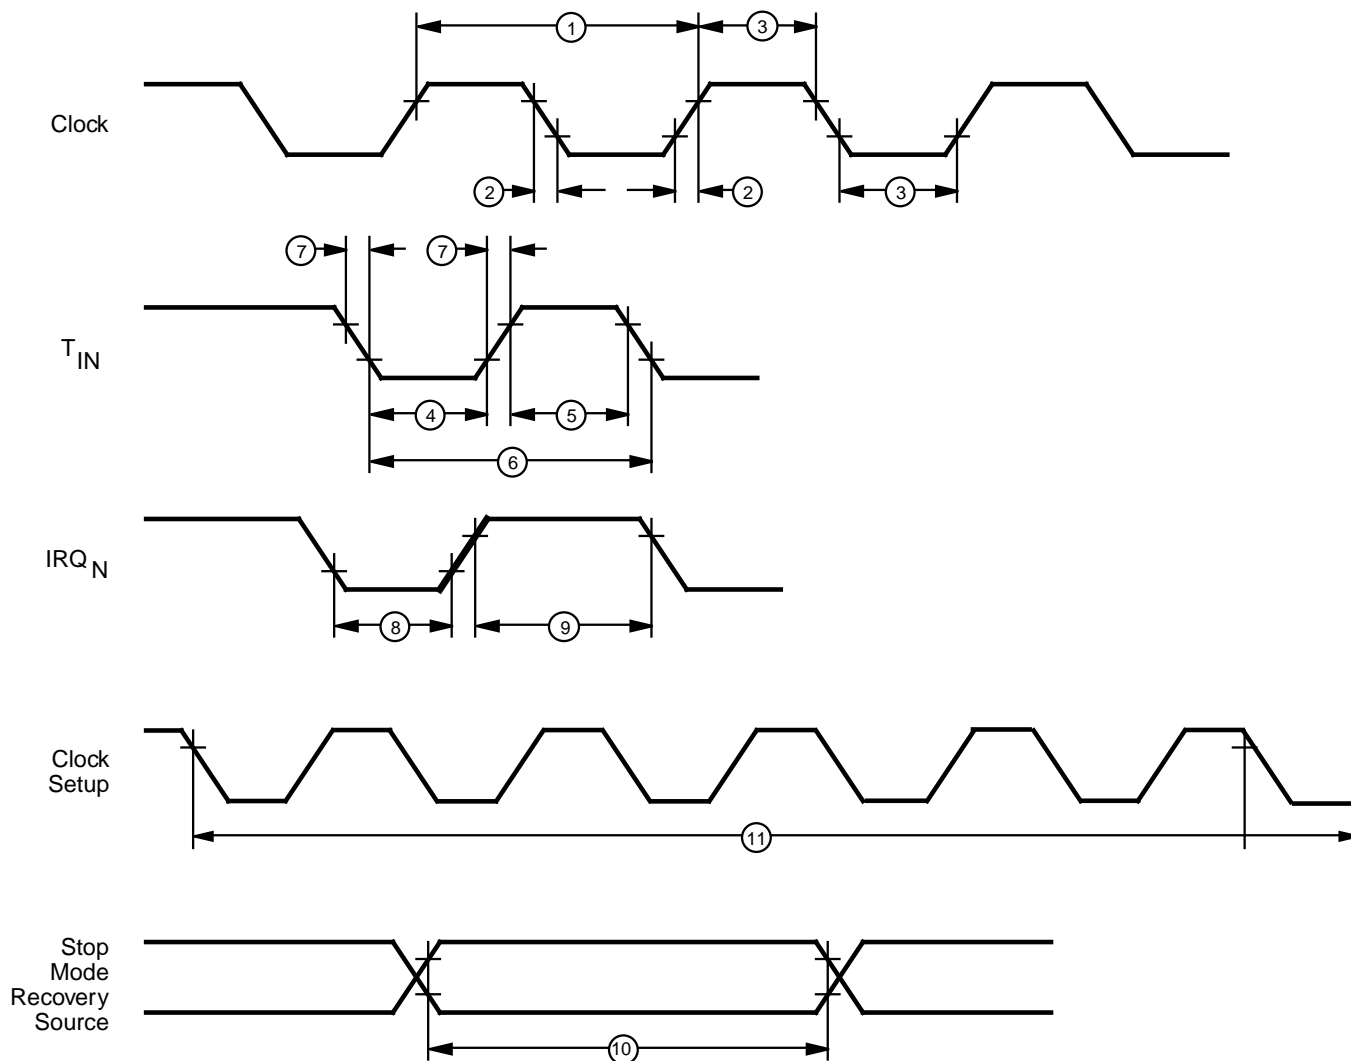 1 3
Clock
2 2 3
7 7
T IN
4 5
6
IRQ N
8 9
Clock
Setup
11
Stop
Mode
Recovery
Source
10